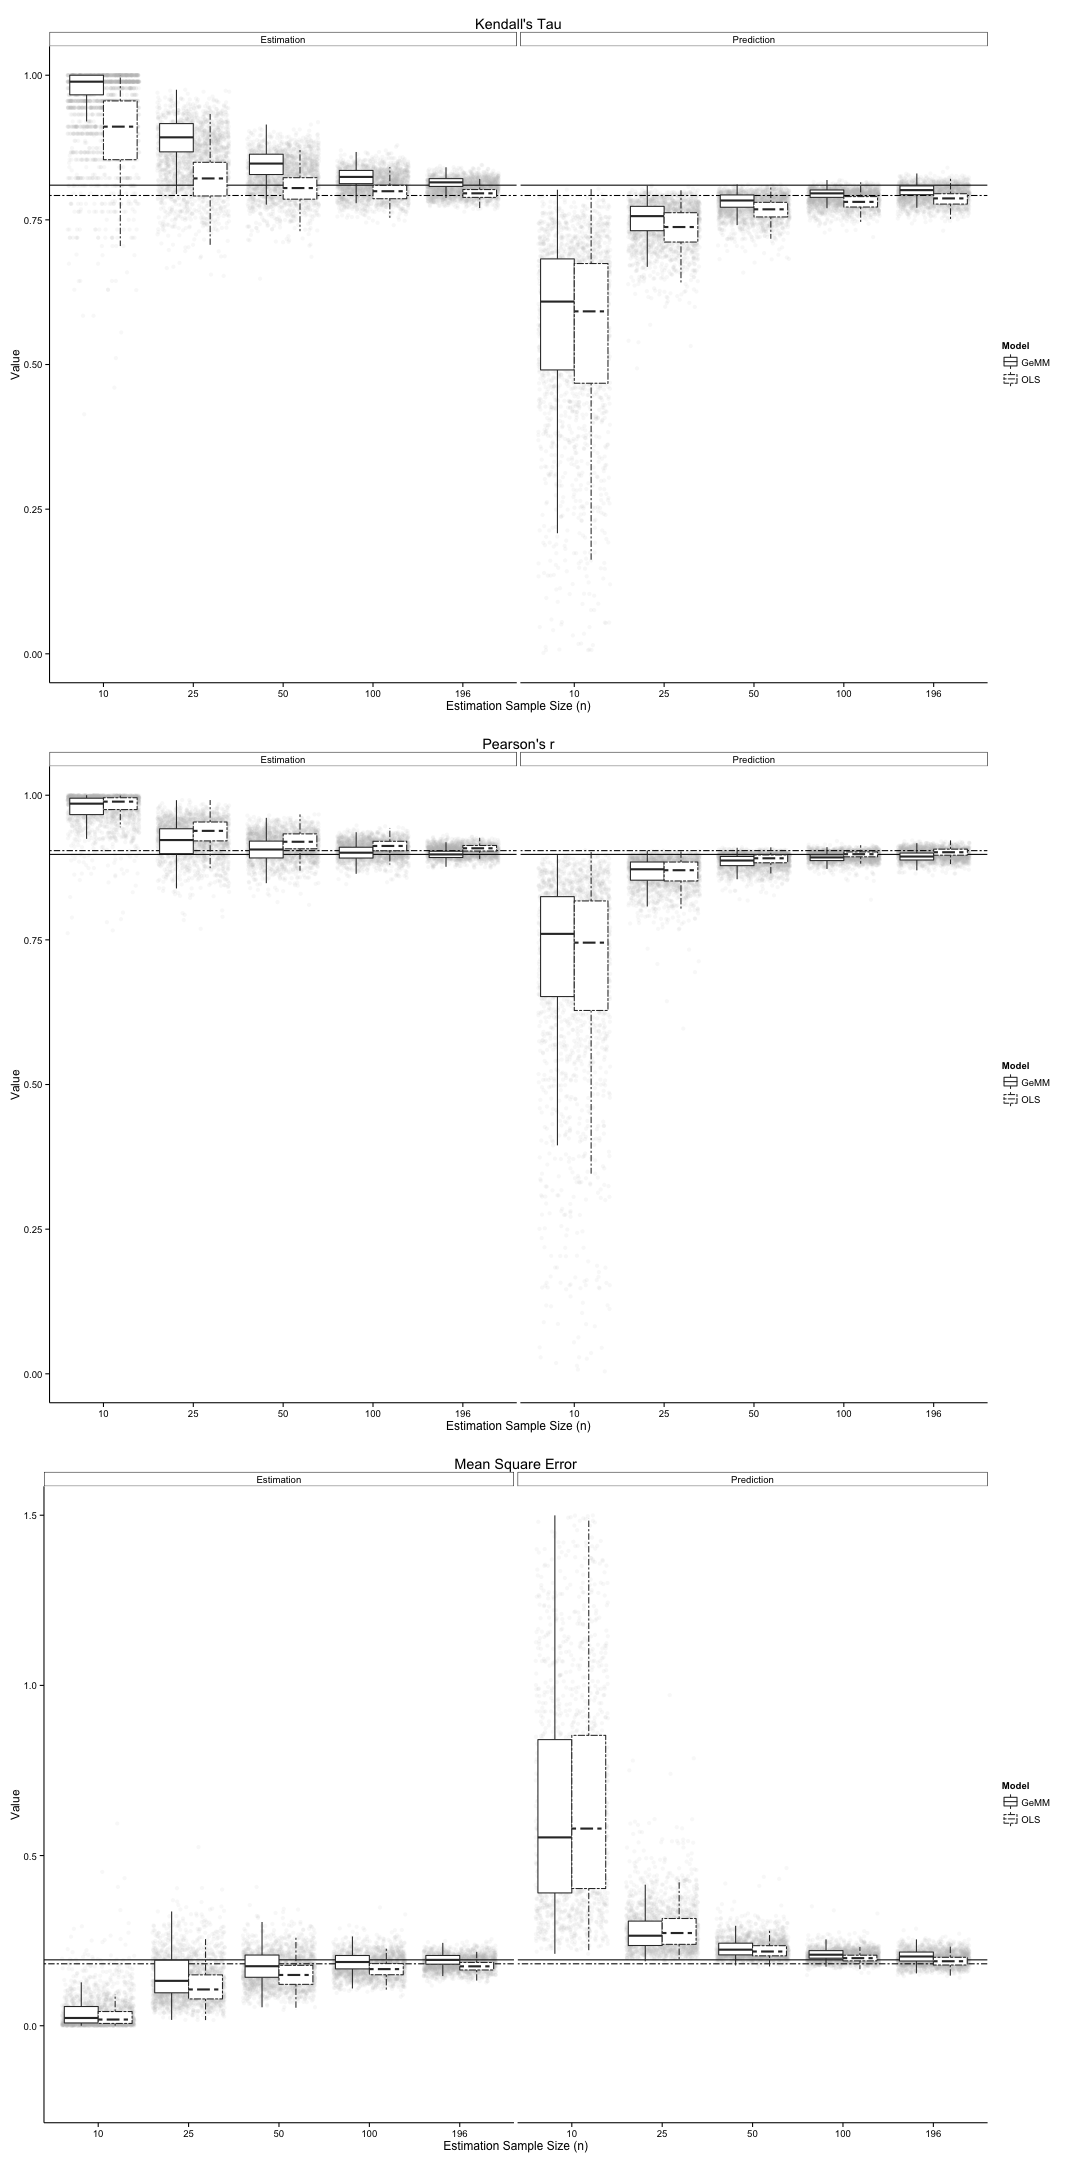 Kendall's Tau
Estimation Prediction
1.00
0.75
0.50
0.25
0.00
Value
10 25 50 100 196 10 25 50 100 196
Estimation Sample Size (n)
Model
GeMM
OLS
Pearson's r
Estimation Prediction
1.00
0.75
0.50
0.25
0.00
Value
10 25 50 100 196 10 25 50 100 196
Estimation Sample Size (n)
Model
GeMM
OLS
Mean Square Error
Estimation Prediction
1.5
1.0
0.5
0.0
Value
10 25 50 100 196 10 25 50 100 196
Estimation Sample Size (n)
Model
GeMM
OLS